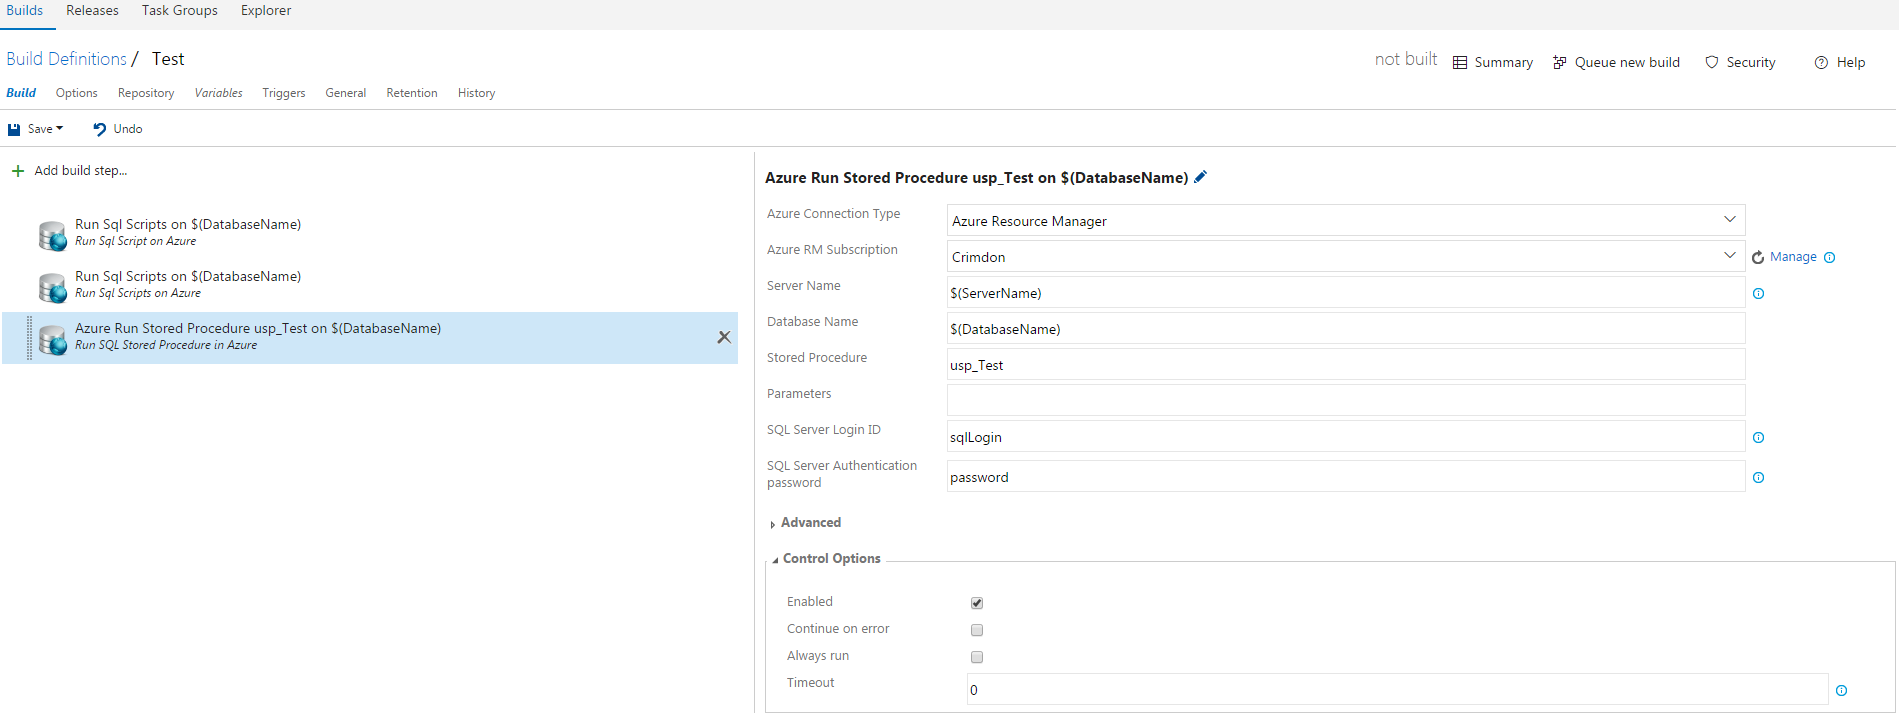 Builds Releases Task Groups Explorer
Build Definitions / Test
not built Summary Queue new build Security Help
Build Options Repository Variables Triggers General Retention History
Save Undo
Add build step...
Run Sql Scripts on $(DatabaseName)
Run Sql Script on Azure
Run Sql Scripts on $(DatabaseName)
Run Sql Scripts on Azure
Azure Run Stored Procedure usp_Test on $(DatabaseName)
Run SQL Stored Procedure in Azure
Azure Run Stored Procedure usp_Test on $(DatabaseName)
Azure Connection Type Azure Resource Manager
Azure RM Subscription Crimdon Manage
Server Name $(ServerName)
Database Name $(DatabaseName)
Stored Procedure usp_Test
Parameters
SQL Server Login ID sqlLogin
SQL Server Authentication
password password
Advanced
Control Options
Enabled
Continue on error
Always run
Timeout 0